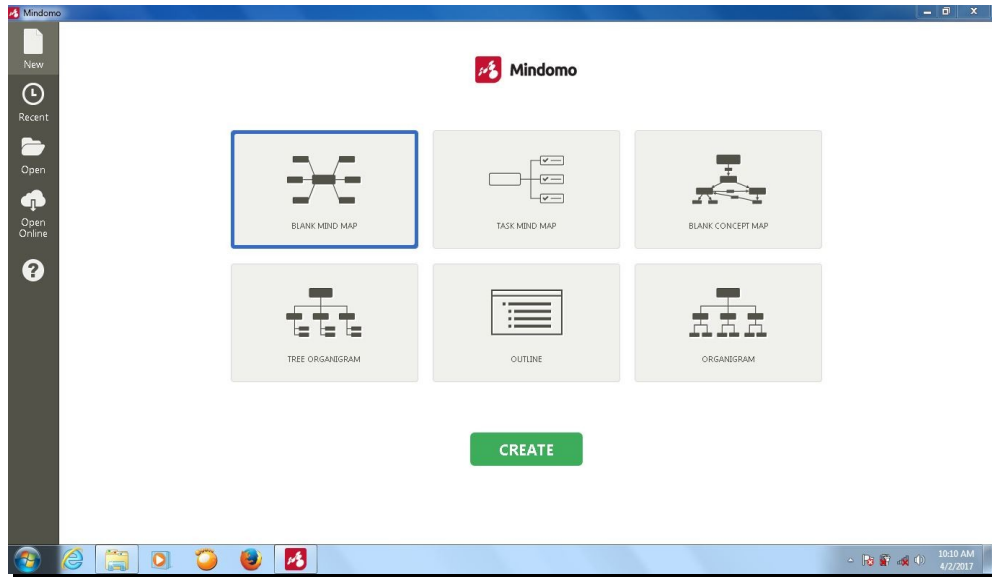 Mindomo
New
Recent
Open
Open
Online
?
Mindomo
BLANK MIND MAP
TASK MIND MAP
BLANK CONCEPT MAP
TREE ORGANIGRAM
OUTLINE
ORGANIGRAM
CREATE
10:10 AM
4/2/2017